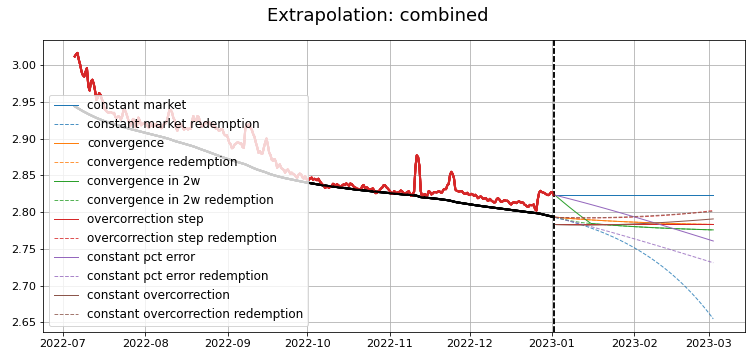 Extrapolation: combined
3.00
2.95
2.90
2.85
2.80
2.75
2.70
2.65
constant market
constant market redemption
convergence
convergence redemption
convergence in 2w
convergence in 2w redemption
overcorrection step
overcorrection step redemption
constant pct error
constant pct error redemption
constant overcorrection
constant overcorrection redemption
2022-07 2022-08 2022-09 2022-10 2022-11 2022-12 2023-01 2023-02 2023-03